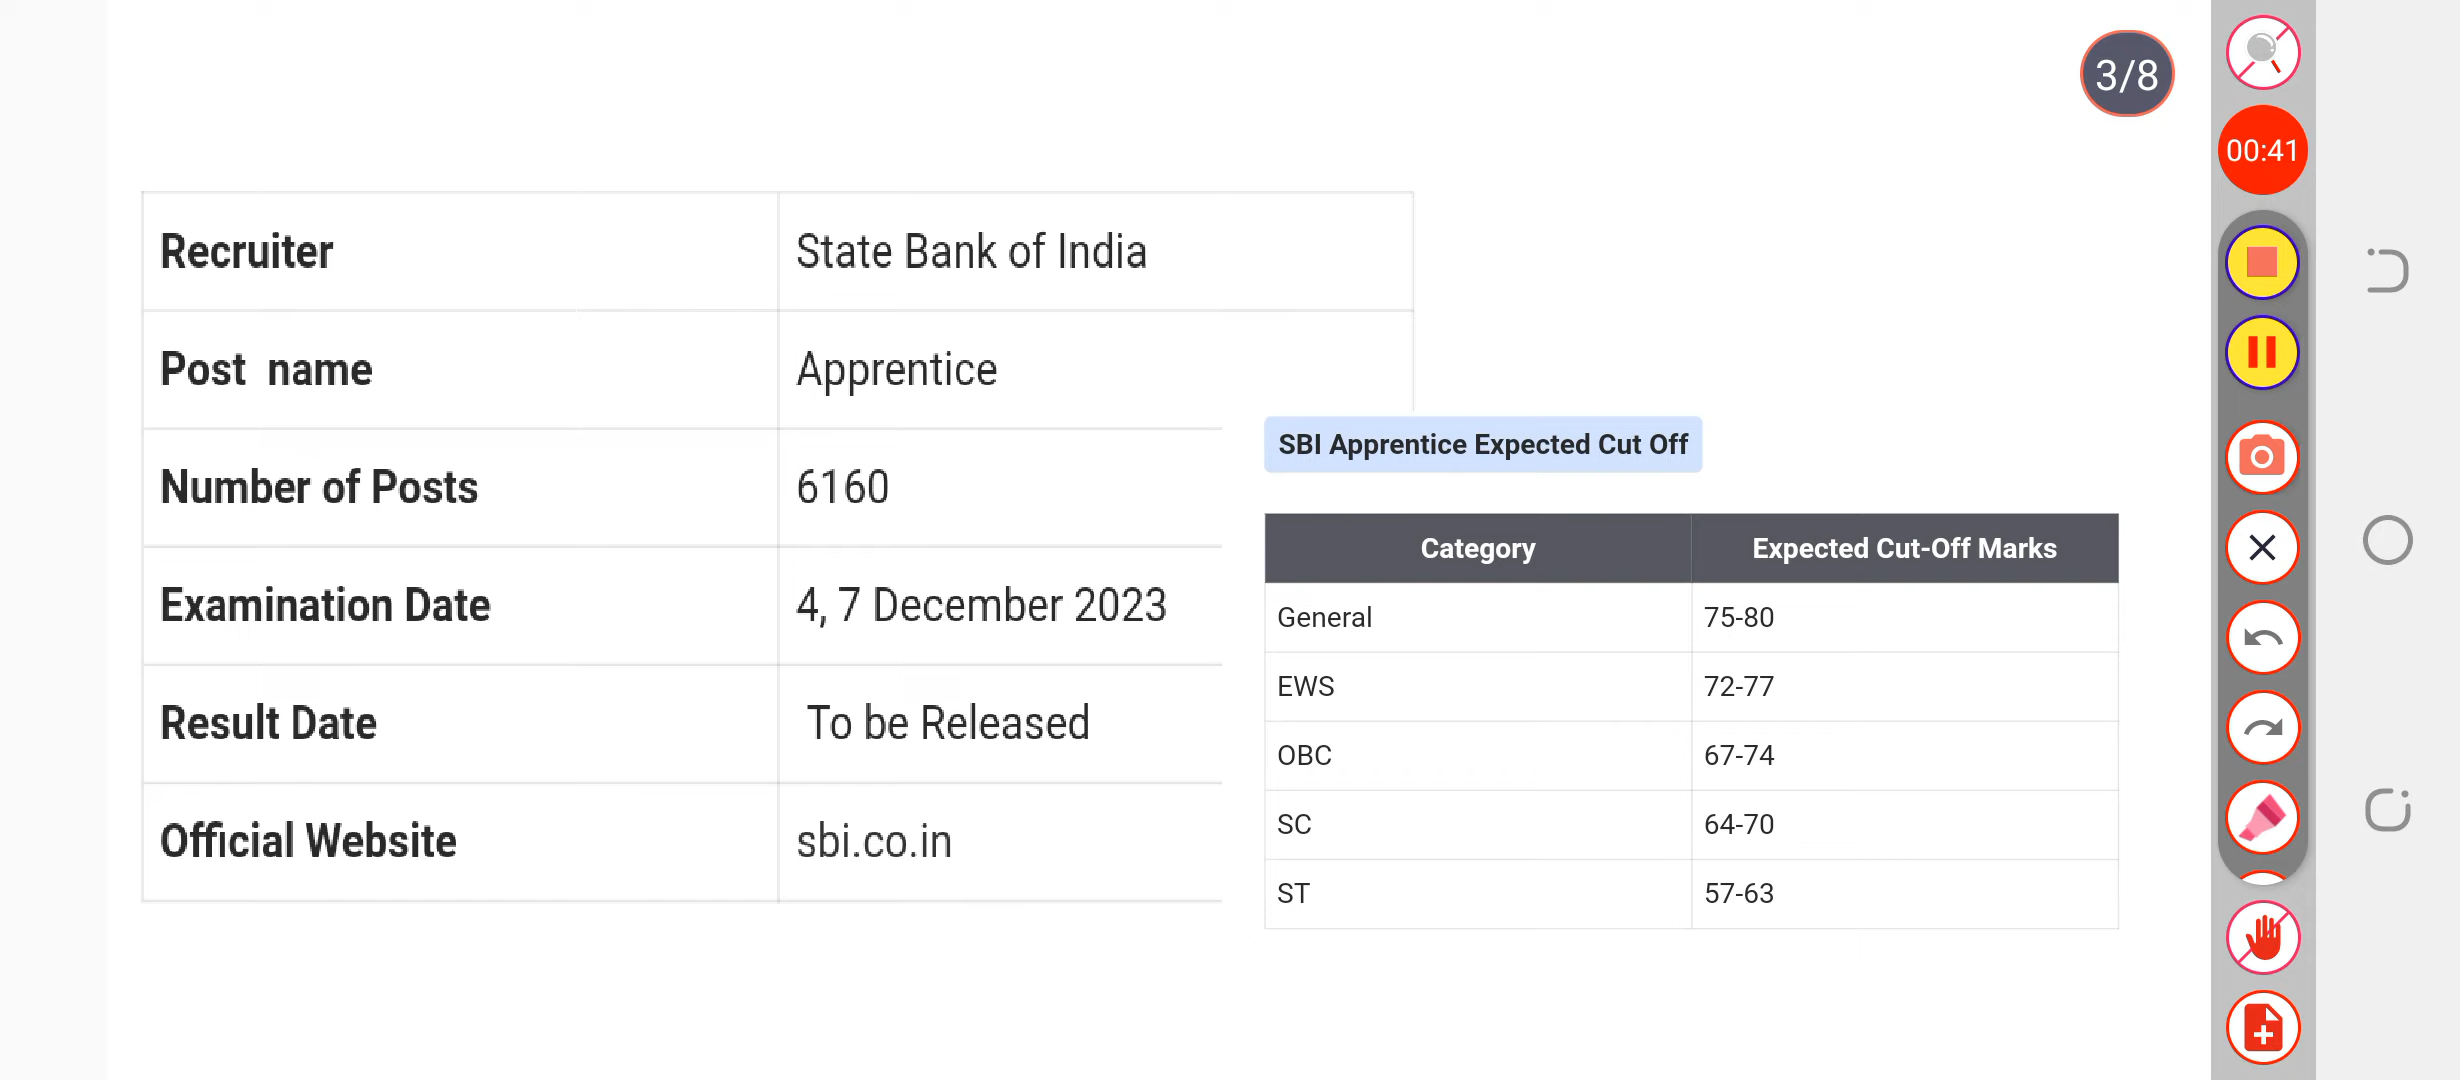 3/8
00:41
Recruiter State Bank of India
Post name Apprentice
Number of Posts 6160
Examination Date 4, 7 December 2023
Result Date To be Released
Official Website sbi.co.in
SBI Apprentice Expected Cut Off
Category Expected Cut-Off Marks
General 75-80
EWS 72-77
OBC 67-74
SC 64-70
ST 57-63